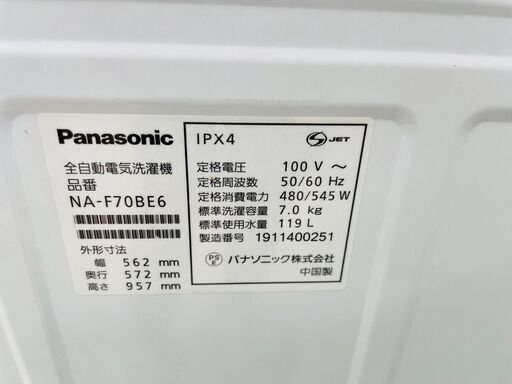 Panasonic
全自動電気洗濯機
品番
NA-F70BE6
外形寸法
幅 562 mm
奥行 572 mm
高さ 957 mm
IPX4
S JET
定格電圧 100 V ～
定格周波数 50/60 Hz
定格消費電力 480/545 W
標準洗濯容量 7.0 kg
標準使用水量 119 L
製造番号 1911400251
PS E パナソニック株式会社
中国製